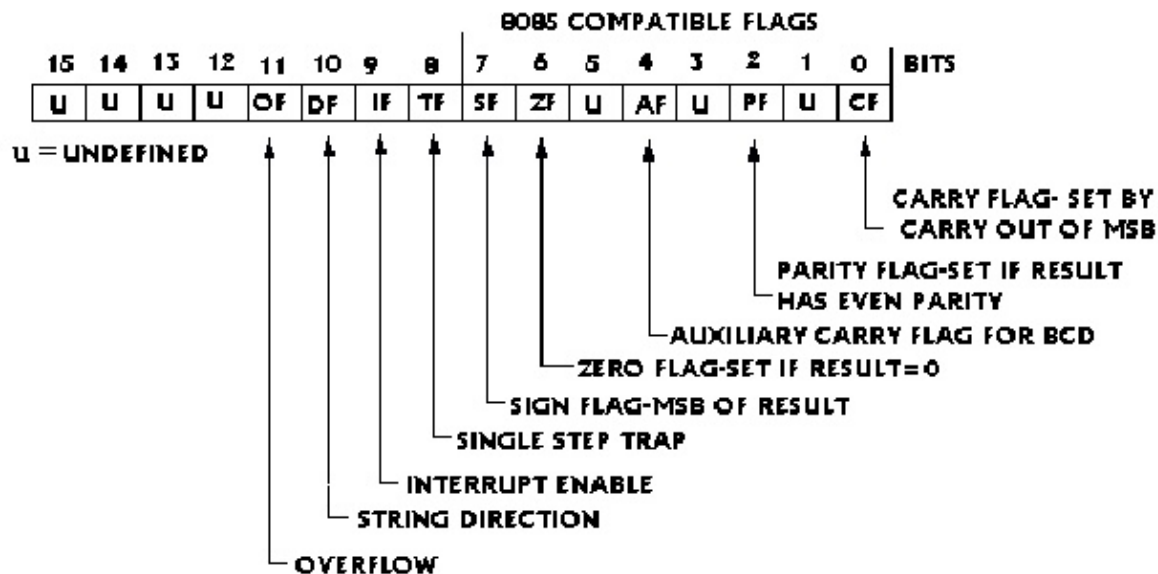 8085 COMPATIBLE FLAGS
15 14 13 12 11 10 9 8 7 6 5 4 3 2 1 0 BITS
U U U U OF DF IF TF SF ZF U AF U PF U CF
u = UNDEFINED
CARRY FLAG- SET BY
CARRY OUT OF MSB
PARITY FLAG-SET IF RESULT
HAS EVEN PARITY
AUXILIARY CARRY FLAG FOR BCD
ZERO FLAG-SET IF RESULT=0
SIGN FLAG-MSB OF RESULT
SINGLE STEP TRAP
INTERRUPT ENABLE
STRING DIRECTION
OVERFLOW